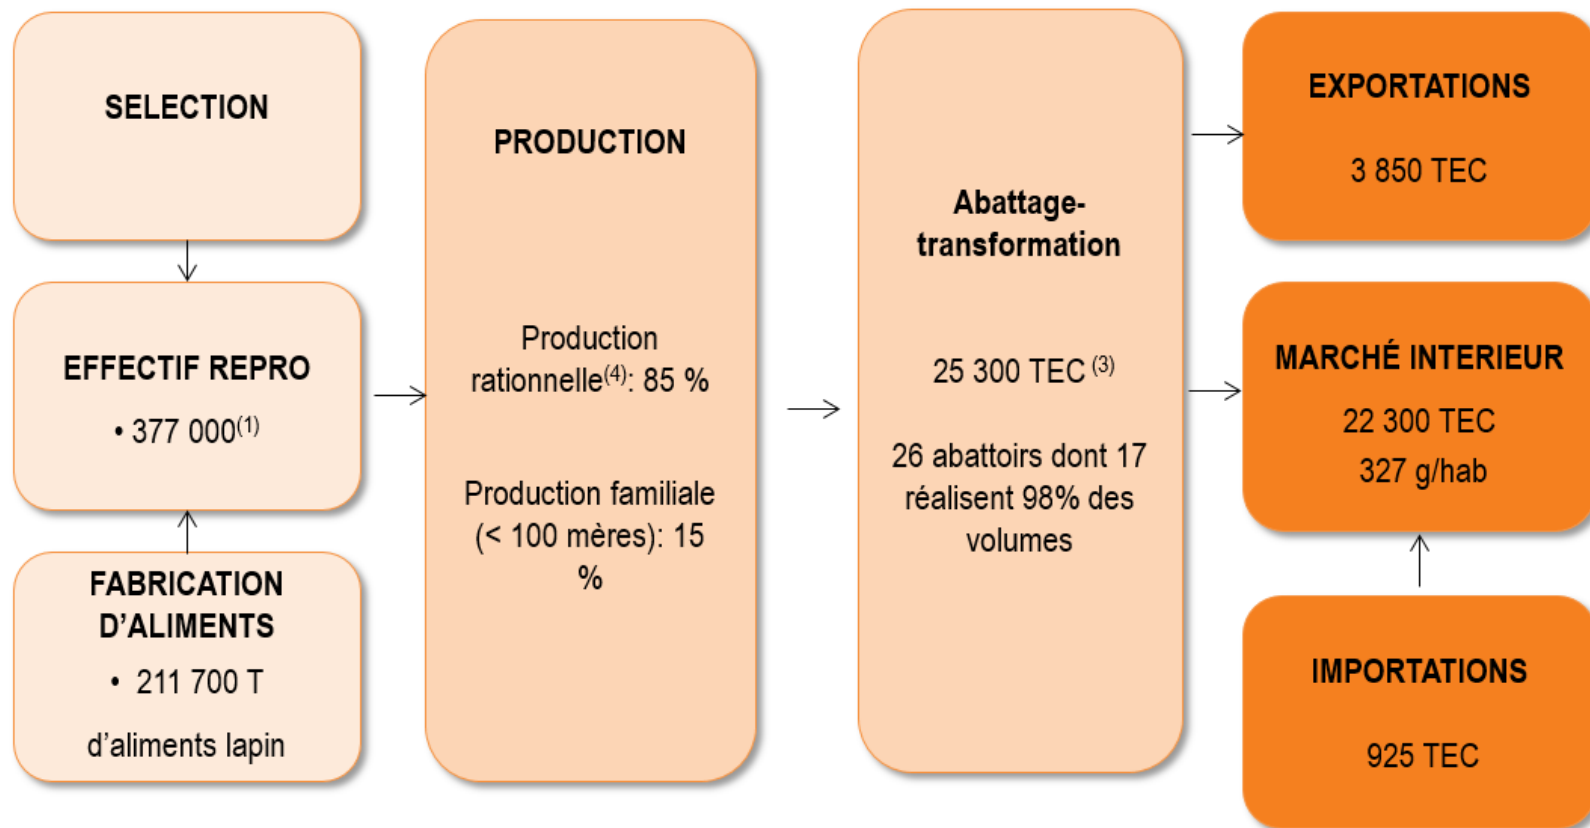 SELECTION
EFFECTIF REPRO
• 377 000(1)
FABRICATION
D’ALIMENTS
• 211 700 T
d’aliments lapin
PRODUCTION
Production
rationnelle(4): 85 %
Production familiale
(< 100 mères): 15
%
Abattage-
transformation
25 300 TEC (3)
26 abattoirs dont 17
réalisent 98% des
volumes
EXPORTATIONS
3 850 TEC
MARCHÉ INTERIEUR
22 300 TEC
327 g/hab
IMPORTATIONS
925 TEC